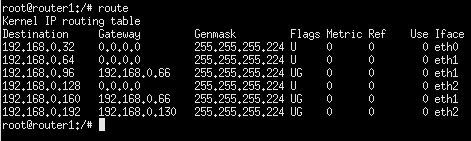 root@router1:/# route
Kernel IP routing table
Destination Gateway Genmask Flags Metric Ref Use Iface
192.168.0.32 0.0.0.0 255.255.255.224 U 0 0 0 eth0
192.168.0.64 0.0.0.0 255.255.255.224 U 0 0 0 eth1
192.168.0.96 192.168.0.66 255.255.255.224 UG 0 0 0 eth1
192.168.0.128 0.0.0.0 255.255.255.224 U 0 0 0 eth2
192.168.0.160 192.168.0.66 255.255.255.224 UG 0 0 0 eth1
192.168.0.192 192.168.0.130 255.255.255.224 UG 0 0 0 eth2
root@router1:/#